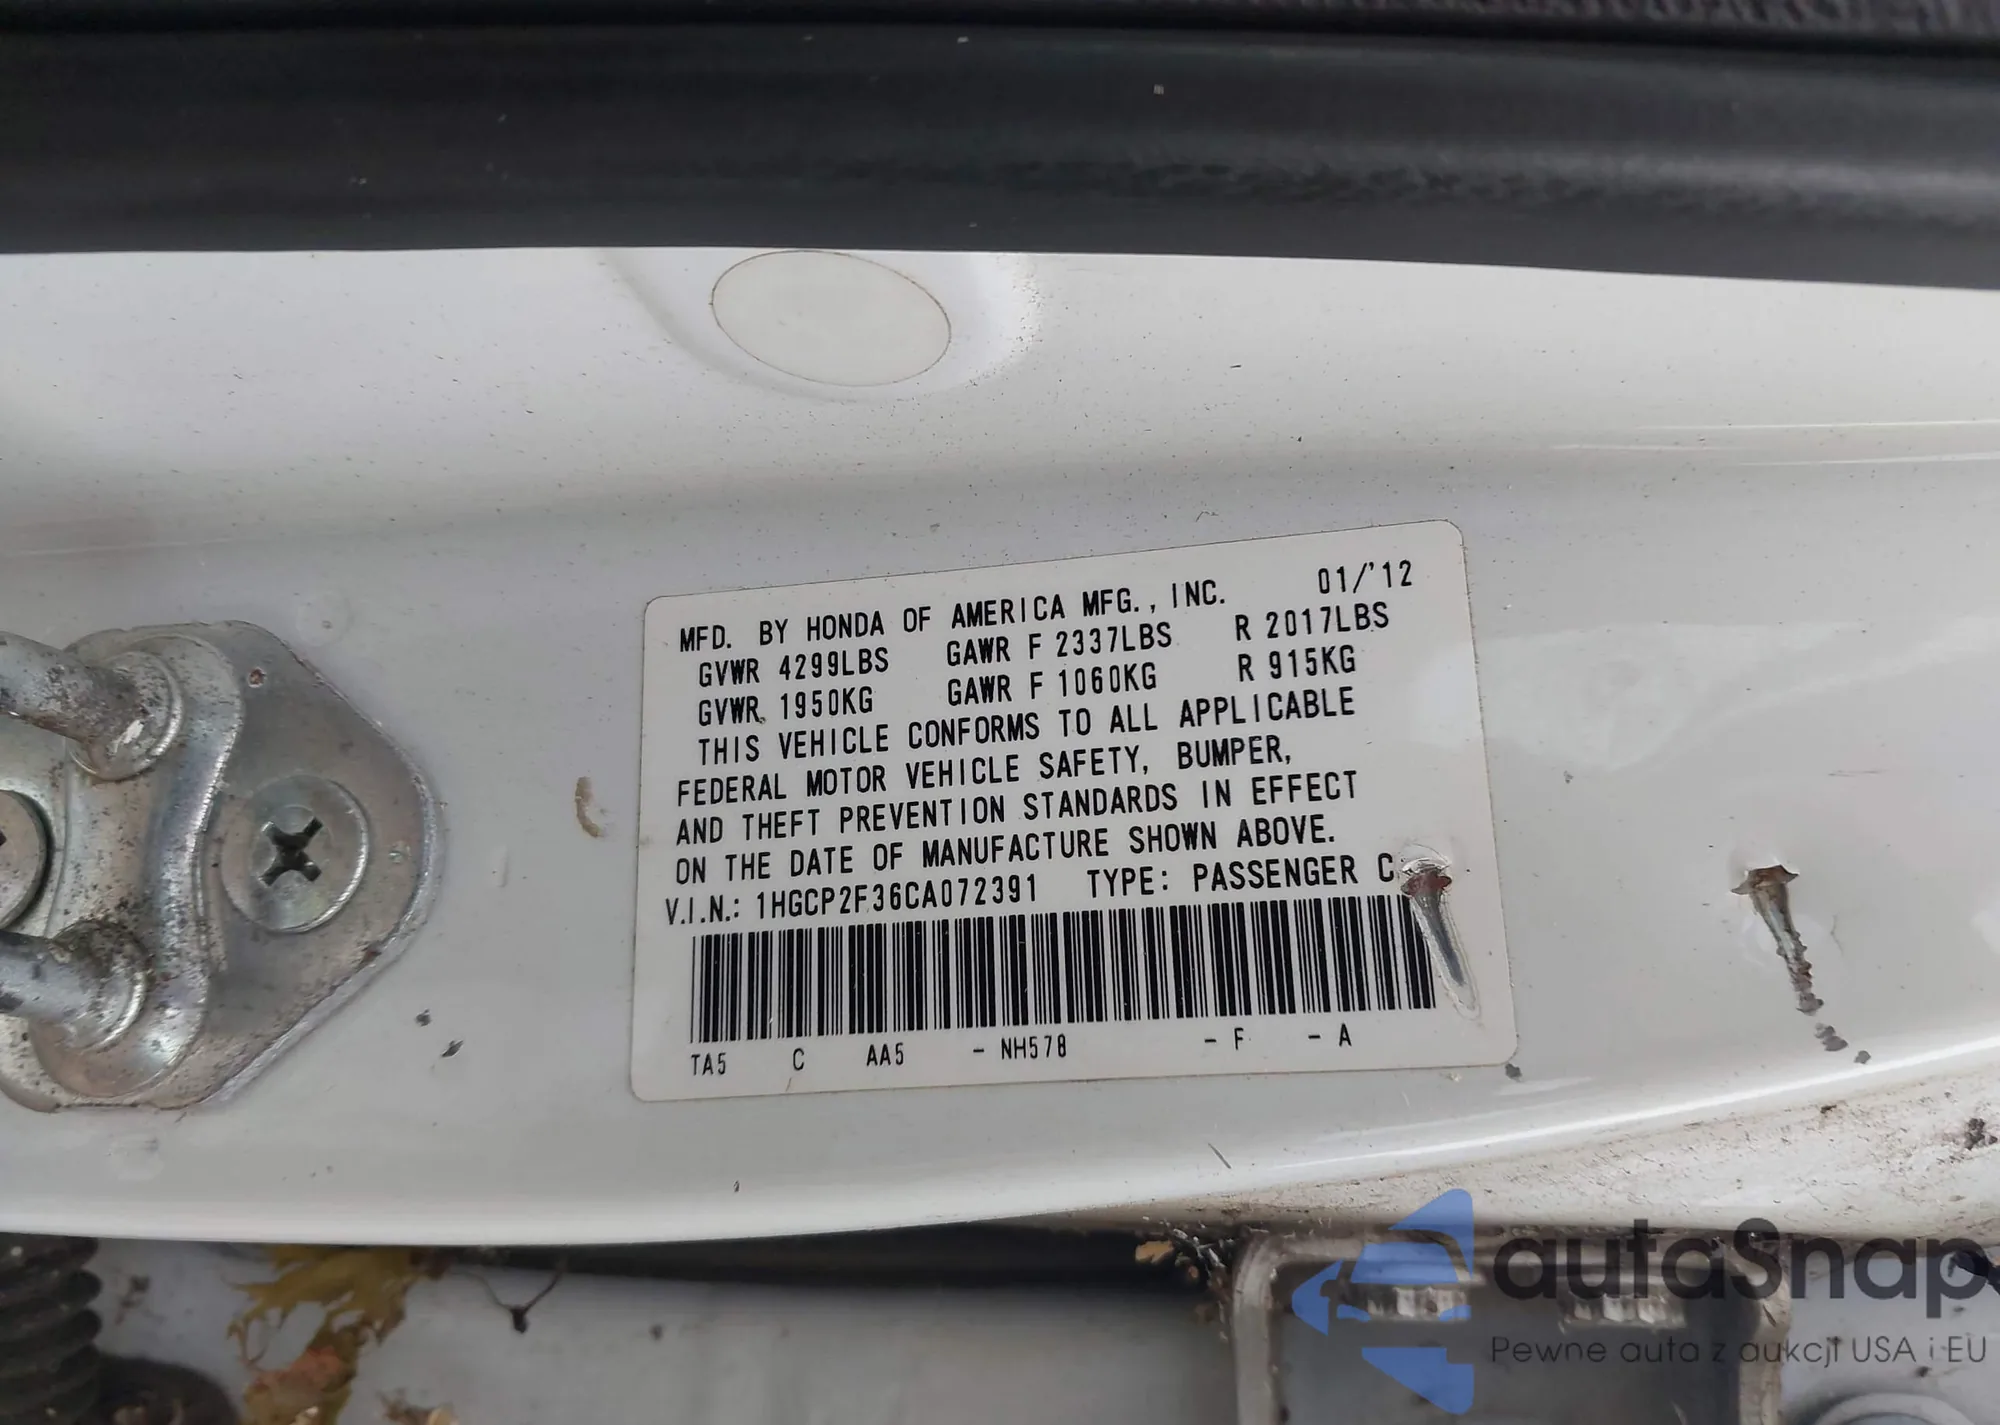 MFD. BY HONDA OF AMERICA MFG., INC. 01/'12
GVWR 4299LBS GAWR F 2337LBS R 2017LBS
GVWR 1950KG GAWR F 1060KG R 915KG
THIS VEHICLE CONFORMS TO ALL APPLICABLE
FEDERAL MOTOR VEHICLE SAFETY, BUMPER,
AND THEFT PREVENTION STANDARDS IN EFFECT
ON THE DATE OF MANUFACTURE SHOWN ABOVE.
V.I.N.: 1HGCP2F36CA072391 TYPE: PASSENGER C
TA5 C AA5 - NH578 - F - A
autoSnap
Pewne auta z aukcji USA i EU